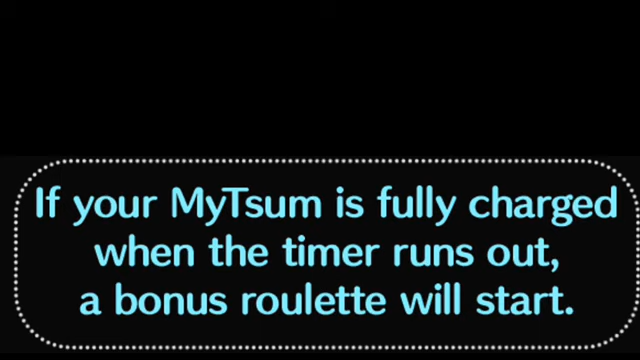 If your MyTsum is fully charged
when the timer runs out,
a bonus roulette will start.